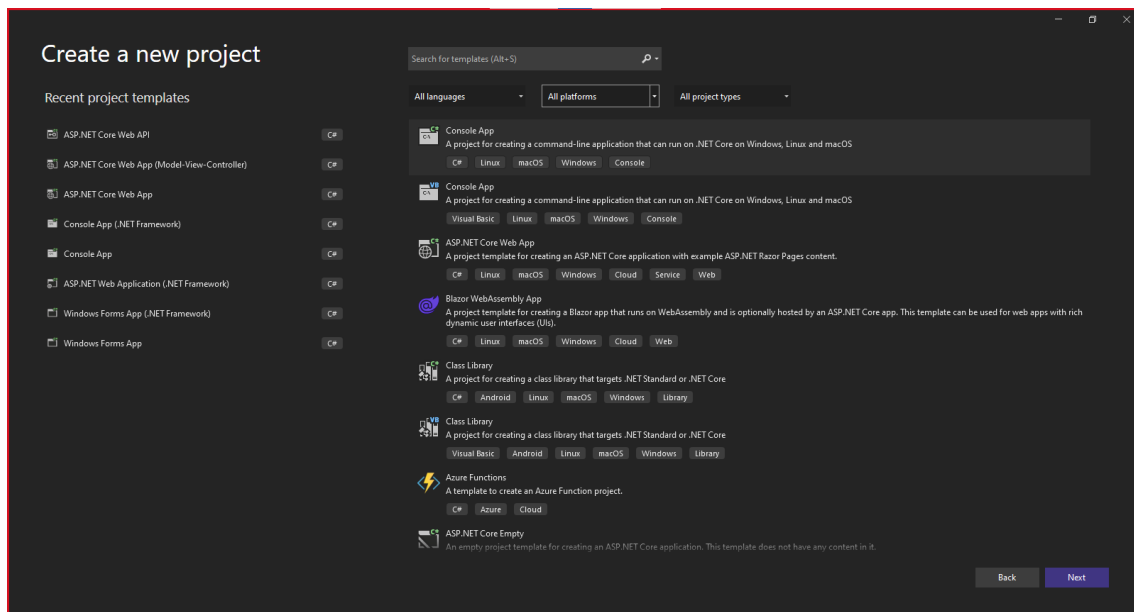 Create a new project
Search for templates (Alt+S)
Recent project templates
All languages
All platforms
All project types
ASP.NET Core Web API
C#
ASP.NET Core Web App (Model-View-Controller)
C#
ASP.NET Core Web App
C#
Console App (.NET Framework)
C#
Console App
C#
ASP.NET Web Application (.NET Framework)
C#
Windows Forms App (.NET Framework)
C#
Windows Forms App
C#
Console App
A project for creating a command-line application that can run on .NET Core on Windows, Linux and macOS
C# Linux macOS Windows Console
Console App
A project for creating a command-line application that can run on .NET Core on Windows, Linux and macOS
Visual Basic Linux macOS Windows Console
ASP.NET Core Web App
A project template for creating an ASP.NET Core application with example ASP.NET Razor Pages content.
C# Linux macOS Windows Cloud Service Web
Blazor WebAssembly App
A project template for creating a Blazor app that runs on WebAssembly and is optionally hosted by an ASP.NET Core app. This template can be used for web apps with rich
dynamic user interfaces (UIs).
C# Linux macOS Windows Cloud Web
Class Library
A project for creating a class library that targets .NET Standard or .NET Core
C# Android Linux macOS Windows Library
Class Library
A project for creating a class library that targets .NET Standard or .NET Core
Visual Basic Android Linux macOS Windows Library
Azure Functions
A template to create an Azure Function project.
C# Azure Cloud
ASP.NET Core Empty
An empty project template for creating an ASP.NET Core application. This template does not have any content in it.
Back
Next